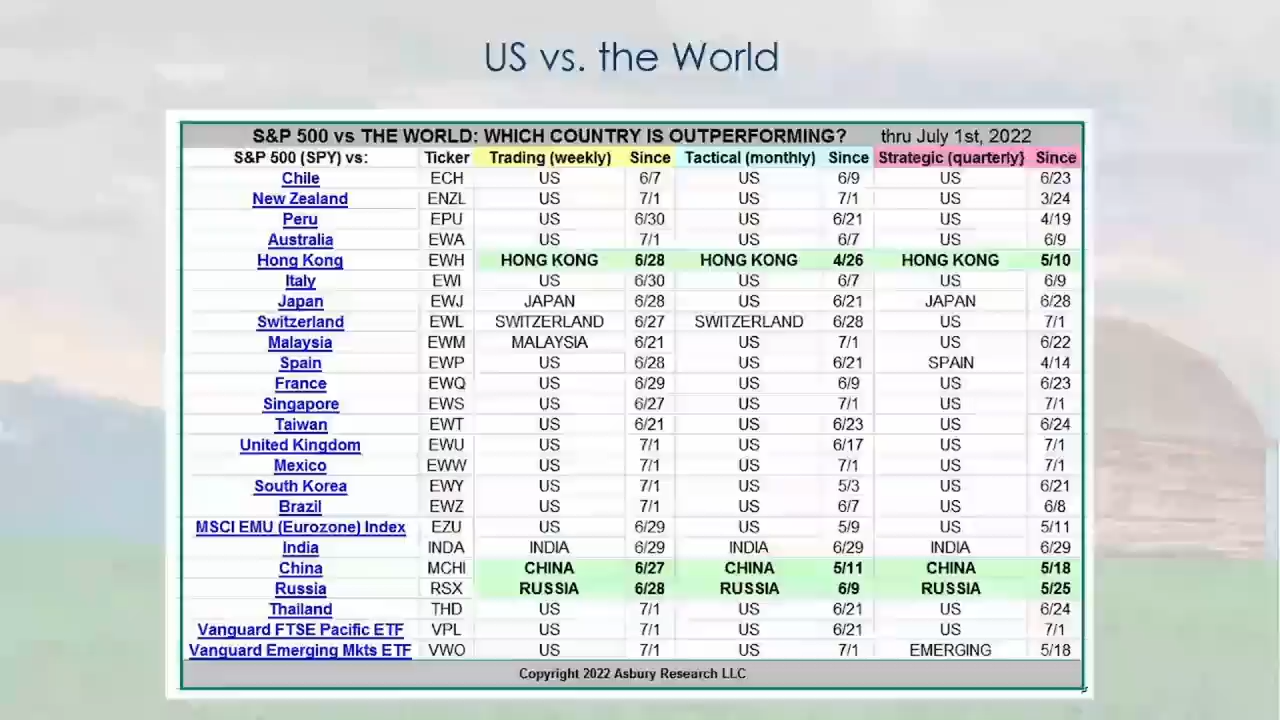 US vs. the World
S&P 500 vs THE WORLD: WHICH COUNTRY IS OUTPERFORMING? thru July 1st, 2022
S&P 500 (SPY) vs: Ticker Trading (weekly) Since Tactical (monthly) Since Strategic (quarterly) Since
Chile ECH US 6/7 US 6/9 US 6/23
New Zealand ENZL US 7/1 US 7/1 US 3/24
Peru EPU US 6/30 US 6/21 US 4/19
Australia EWA US 7/1 US 6/7 US 6/9
Hong Kong EWH HONG KONG 6/28 HONG KONG 4/26 HONG KONG 5/10
Italy EWI US 6/30 US 6/7 US 6/9
Japan EWJ JAPAN 6/28 US 6/21 JAPAN 6/28
Switzerland EWL SWITZERLAND 6/27 SWITZERLAND 6/28 US 7/1
Malaysia EWM MALAYSIA 6/21 US 7/1 US 6/22
Spain EWP US 6/28 US 6/21 SPAIN 4/14
France EWQ US 6/29 US 6/9 US 6/23
Singapore EWS US 6/27 US 7/1 US 7/1
Taiwan EWT US 6/21 US 6/23 US 6/24
United Kingdom EWU US 7/1 US 6/17 US 7/1
Mexico EWW US 7/1 US 7/1 US 7/1
South Korea EWY US 7/1 US 5/3 US 6/21
Brazil EWZ US 7/1 US 6/7 US 6/8
MSCI EMU (Eurozone) Index EZU US 6/29 US 5/9 US 5/11
India INDA INDIA 6/29 INDIA 6/29 INDIA 6/29
China MCHI CHINA 6/27 CHINA 5/11 CHINA 5/18
Russia RSX RUSSIA 6/28 RUSSIA 6/9 RUSSIA 5/25
Thailand THD US 7/1 US 6/21 US 6/24
Vanguard FTSE Pacific ETF VPL US 7/1 US 6/21 US 7/1
Vanguard Emerging Mkts ETF VWO US 7/1 US 7/1 EMERGING 5/18
Copyright 2022 Asbury Research LLC